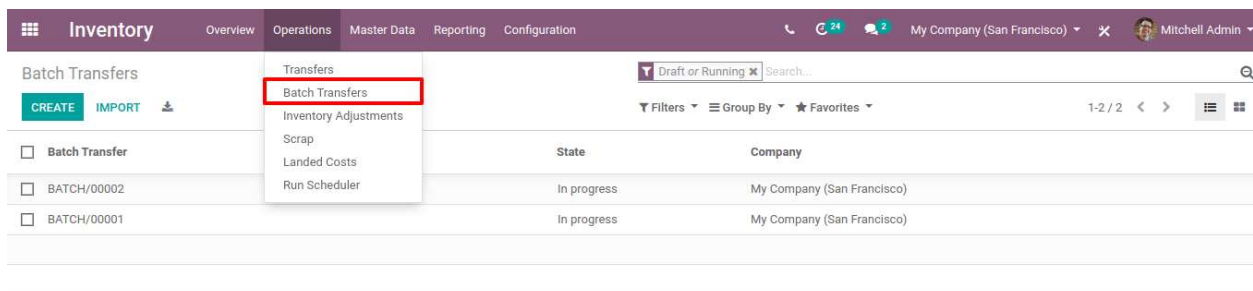 Inventory Overview Operations Master Data Reporting Configuration 24 2 My Company (San Francisco) Mitchell Admin
Batch Transfers
Draft or Running Search...
CREATE IMPORT
Filters Group By Favorites 1-2 / 2
Transfers
Batch Transfers
Inventory Adjustments
Scrap
Landed Costs
Run Scheduler
Batch Transfer State Company
BATCH/00002 In progress My Company (San Francisco)
BATCH/00001 In progress My Company (San Francisco)